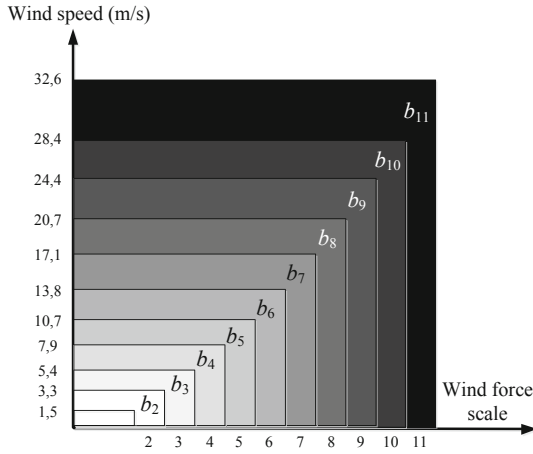 Wind speed (m/s)
32,6
28,4
24,4
20,7
17,1
13,8
10,7
7,9
5,4
3,3
1,5
b11
b10
b9
b8
b7
b6
b5
b4
b3
b2
Wind force
scale
2 3 4 5 6 7 8 9 10 11